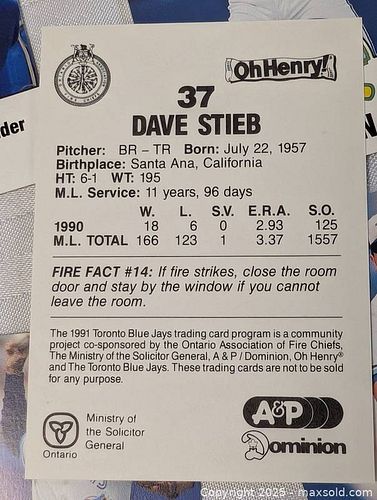 OhHenry!
37
DAVE STIEB
Pitcher: BR – TR Born: July 22, 1957
Birthplace: Santa Ana, California
HT: 6-1 WT: 195
M.L. Service: 11 years, 96 days
W. L. S.V. E.R.A. S.O.
1990 18 6 0 2.93 125
M.L. TOTAL 166 123 1 3.37 1557
FIRE FACT #14: If fire strikes, close the room
door and stay by the window if you cannot
leave the room.
The 1991 Toronto Blue Jays trading card program is a community
project co-sponsored by the Ontario Association of Fire Chiefs,
The Ministry of the Solicitor General, A & P / Dominion, Oh Henry®
and The Toronto Blue Jays. These trading cards are not to be sold
for any purpose.
Ontario
Ministry of
the Solicitor
General
A&P
Dominion
der
N
Copyright 2025 - maxsold.com